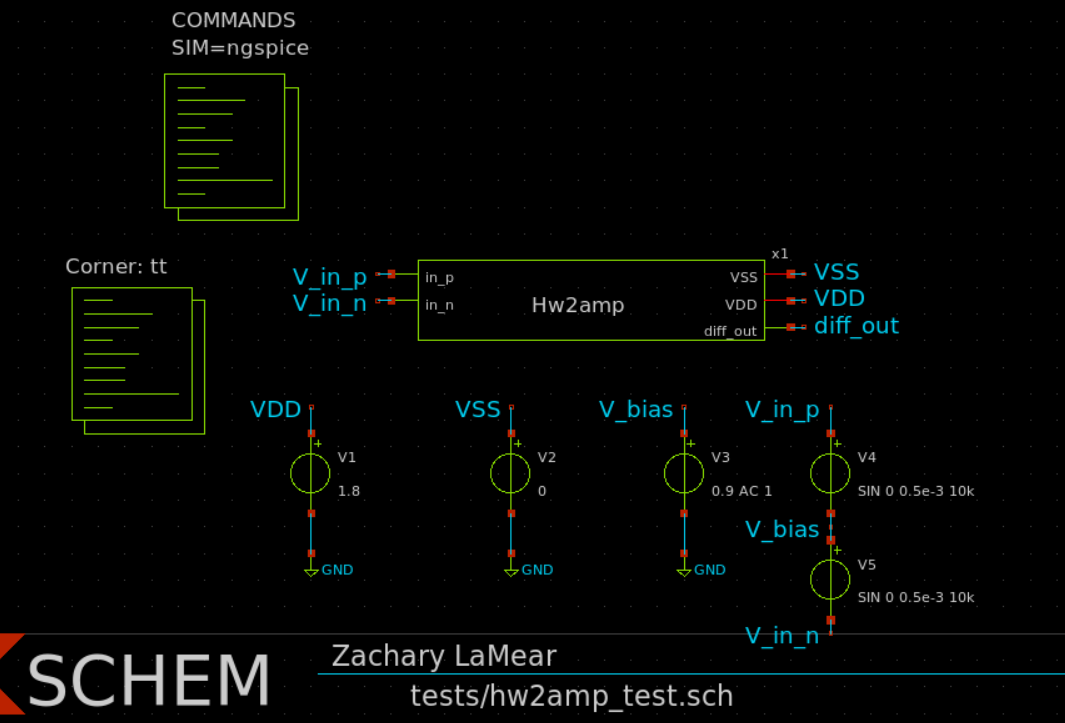 COMMANDS
SIM=ngspice
Corner: tt
x1
V_in_p
in_p
VSS
VSS
V_in_n
in_n
Hw2amp
VDD
VDD
diff_out
diff_out
VDD
VSS
V_bias
V_in_p
+
V1
1.8
GND
+
V2
0
GND
+
V3
0.9 AC 1
GND
+
V4
SIN 0 0.5e-3 10k
V_bias
+
V5
SIN 0 0.5e-3 10k
V_in_n
SCHEM
Zachary LaMear
tests/hw2amp_test.sch